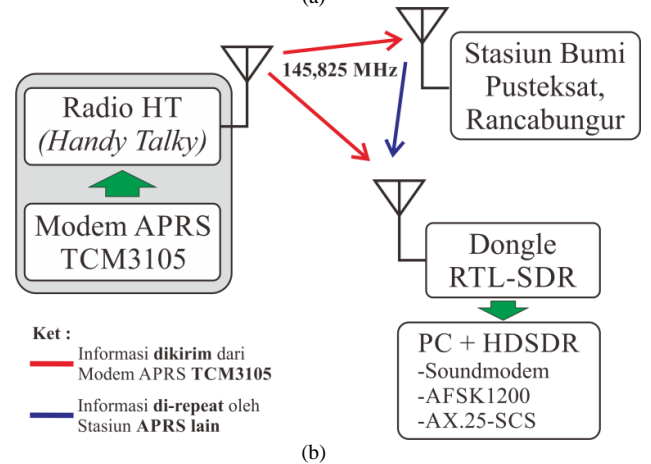 (a)
145,825 MHz
Stasiun Bumi
Pusteksat,
Rancabungur
Radio HT
(Handy Talky)
Modem APRS
TCM3105
Dongle
RTL-SDR
PC + HDSDR
-Soundmodem
-AFSK1200
-AX.25-SCS
Ket :
Informasi dikirim dari
Modem APRS TCM3105
Informasi di-repeat oleh
Stasiun APRS lain
(b)